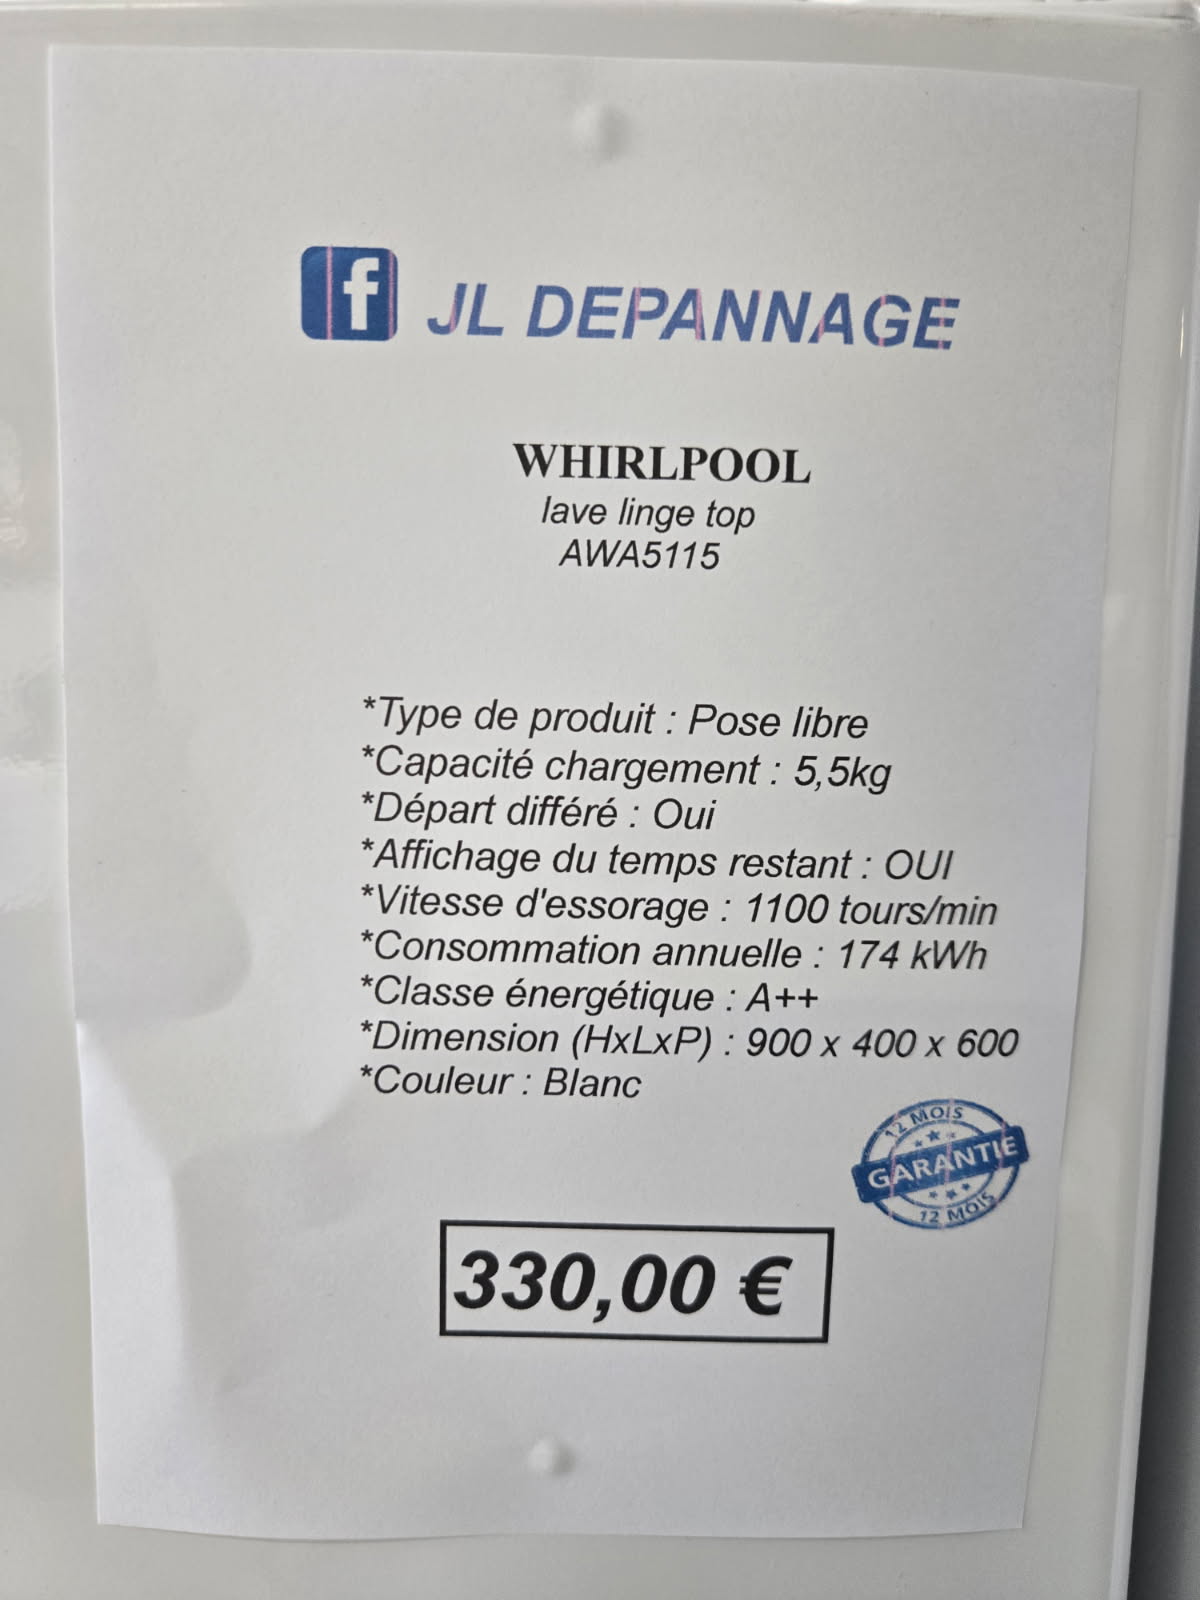 f JL DEPANNAGE
WHIRLPOOL
lave linge top
AWA5115
*Type de produit : Pose libre
*Capacité chargement : 5,5kg
*Départ différé : Oui
*Affichage du temps restant : OUI
*Vitesse d'essorage : 1100 tours/min
*Consommation annuelle : 174 kWh
*Classe énergétique : A++
*Dimension (HxLxP) : 900 x 400 x 600
*Couleur : Blanc
12 MOIS
GARANTIE
12 MOIS
330,00 €